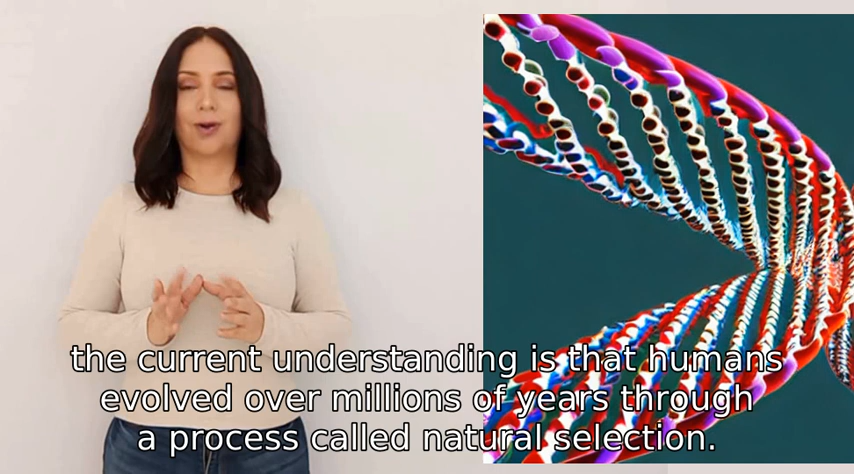 the current understanding is that humans
evolved over millions of years through
a process called natural selection.